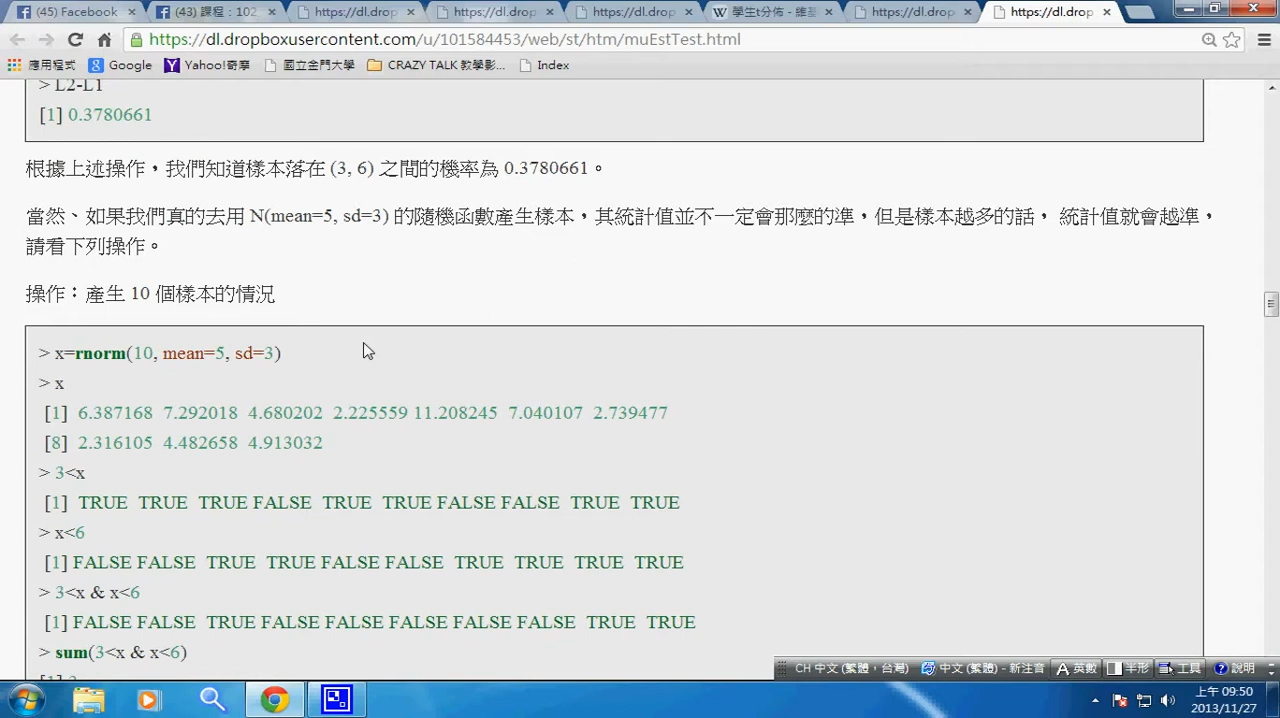 (45) Facebook
(43) 課程：102
https://dl.drop
https://dl.drop
https://dl.drop
學生t分佈 - 維基
https://dl.drop
https://dl.drop
https://dl.dropboxusercontent.com/u/101584453/web/st/htm/muEstTest.html
應用程式 Google Yahoo!奇摩 國立金門大學 CRAZY TALK 教學影... Index
> L2-L1
[1] 0.3780661
根據上述操作，我們知道樣本落在 (3, 6) 之間的機率為 0.3780661。
當然、如果我們真的去用 N(mean=5, sd=3) 的隨機函數產生樣本，其統計值並不一定會那麼的準，但是樣本越多的話， 統計值就會越準，
請看下列操作。
操作：產生 10 個樣本的情況
> x=rnorm(10, mean=5, sd=3)
> x
[1] 6.387168 7.292018 4.680202 2.225559 11.208245 7.040107 2.739477
[8] 2.316105 4.482658 4.913032
> 3<x
[1] TRUE TRUE TRUE FALSE TRUE TRUE FALSE FALSE TRUE TRUE
> x<6
[1] FALSE FALSE TRUE TRUE FALSE FALSE TRUE TRUE TRUE TRUE
> 3<x & x<6
[1] FALSE FALSE TRUE FALSE FALSE FALSE FALSE FALSE TRUE TRUE
> sum(3<x & x<6)
CH 中文 (繁體，台灣) 中文 (繁體) - 新注音 A 英數 半形 工具 說明
上午 09:50
2013/11/27